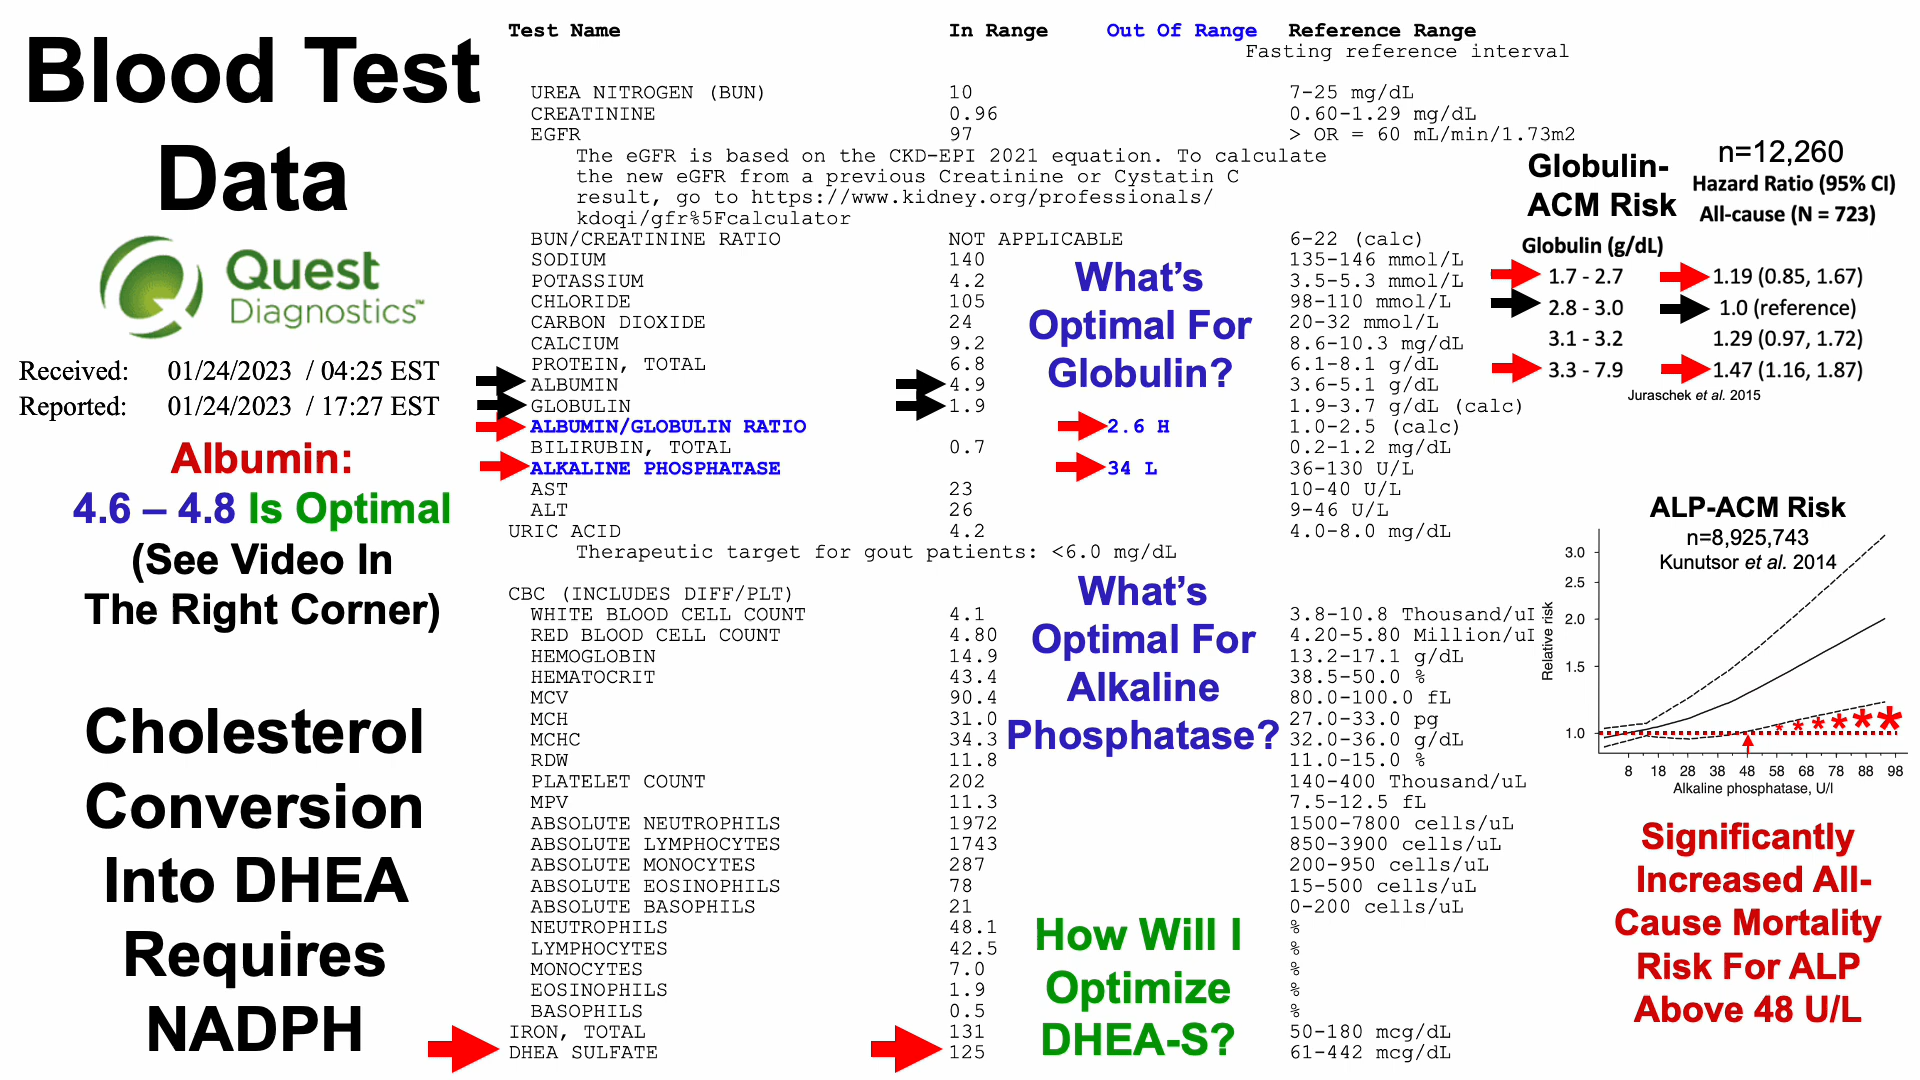 Blood Test
Data
Quest
Diagnostics™
Received: 01/24/2023 / 04:25 EST
Reported: 01/24/2023 / 17:27 EST
Albumin:
4.6 – 4.8 Is Optimal
(See Video In
The Right Corner)
Cholesterol
Conversion
Into DHEA
Requires
NADPH
Test Name In Range Out Of Range Reference Range
Fasting reference interval
UREA NITROGEN (BUN) 10 7-25 mg/dL
CREATININE 0.96 0.60-1.29 mg/dL
EGFR 97 > OR = 60 mL/min/1.73m2
The eGFR is based on the CKD-EPI 2021 equation. To calculate
the new eGFR from a previous Creatinine or Cystatin C
result, go to https://www.kidney.org/professionals/
kdoqi/gfr%5Fcalculator
BUN/CREATININE RATIO NOT APPLICABLE 6-22 (calc)
SODIUM 140 135-146 mmol/L
POTASSIUM 4.2 3.5-5.3 mmol/L
CHLORIDE 105 98-110 mmol/L
CARBON DIOXIDE 24 20-32 mmol/L
CALCIUM 9.2 8.6-10.3 mg/dL
PROTEIN, TOTAL 6.8 6.1-8.1 g/dL
ALBUMIN 4.9 3.6-5.1 g/dL
GLOBULIN 1.9 1.9-3.7 g/dL (calc)
ALBUMIN/GLOBULIN RATIO 2.6 H 1.0-2.5 (calc)
BILIRUBIN, TOTAL 0.7 0.2-1.2 mg/dL
ALKALINE PHOSPHATASE 34 L 36-130 U/L
AST 23 10-40 U/L
ALT 26 9-46 U/L
URIC ACID 4.2 4.0-8.0 mg/dL
Therapeutic target for gout patients: <6.0 mg/dL
CBC (INCLUDES DIFF/PLT)
WHITE BLOOD CELL COUNT 4.1 3.8-10.8 Thousand/uL
RED BLOOD CELL COUNT 4.80 4.20-5.80 Million/uL
HEMOGLOBIN 14.9 13.2-17.1 g/dL
HEMATOCRIT 43.4 38.5-50.0 %
MCV 90.4 80.0-100.0 fL
MCH 31.0 27.0-33.0 pg
MCHC 34.3 32.0-36.0 g/dL
RDW 11.8 11.0-15.0 %
PLATELET COUNT 202 140-400 Thousand/uL
MPV 11.3 7.5-12.5 fL
ABSOLUTE NEUTROPHILS 1972 1500-7800 cells/uL
ABSOLUTE LYMPHOCYTES 1743 850-3900 cells/uL
ABSOLUTE MONOCYTES 287 200-950 cells/uL
ABSOLUTE EOSINOPHILS 78 15-500 cells/uL
ABSOLUTE BASOPHILS 21 0-200 cells/uL
NEUTROPHILS 48.1 %
LYMPHOCYTES 42.5 %
MONOCYTES 7.0 %
EOSINOPHILS 1.9 %
BASOPHILS 0.5 %
IRON, TOTAL 131 50-180 mcg/dL
DHEA SULFATE 125 61-442 mcg/dL
What's
Optimal For
Globulin?
What's
Optimal For
Alkaline
Phosphatase?
How Will I
Optimize
DHEA-S?
Globulin-
ACM Risk
n=12,260
Hazard Ratio (95% CI)
All-cause (N = 723)
Globulin (g/dL)
1.7 - 2.7 1.19 (0.85, 1.67)
2.8 - 3.0 1.0 (reference)
3.1 - 3.2 1.29 (0.97, 1.72)
3.3 - 7.9 1.47 (1.16, 1.87)
Juraschek et al. 2015
ALP-ACM Risk
n=8,925,743
Kunutsor et al. 2014
Relative risk
3.0
2.5
2.0
1.5
1.0
* * * * * *
8 18 28 38 48 58 68 78 88 98
Alkaline phosphatase, U/l
Significantly
Increased All-
Cause Mortality
Risk For ALP
Above 48 U/L